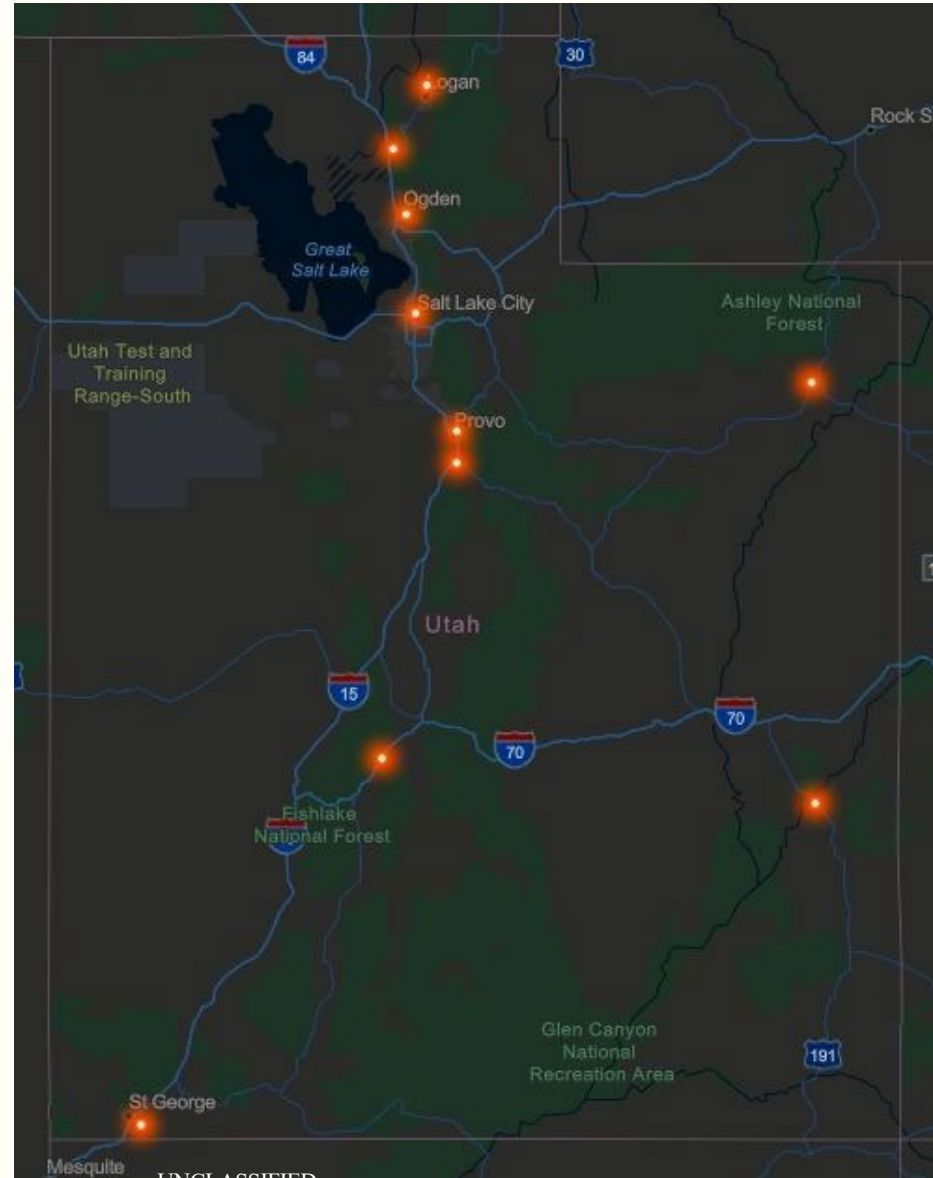 84
30
Logan
Rock S
Ogden
Great
Salt Lake
Salt Lake City
Ashley National
Forest
Utah Test and
Training
Range-South
Provo
Utah
15
70
70
Fishlake
National Forest
Glen Canyon
National
Recreation Area
191
St George
Mesquite
UNCLASSIFIED